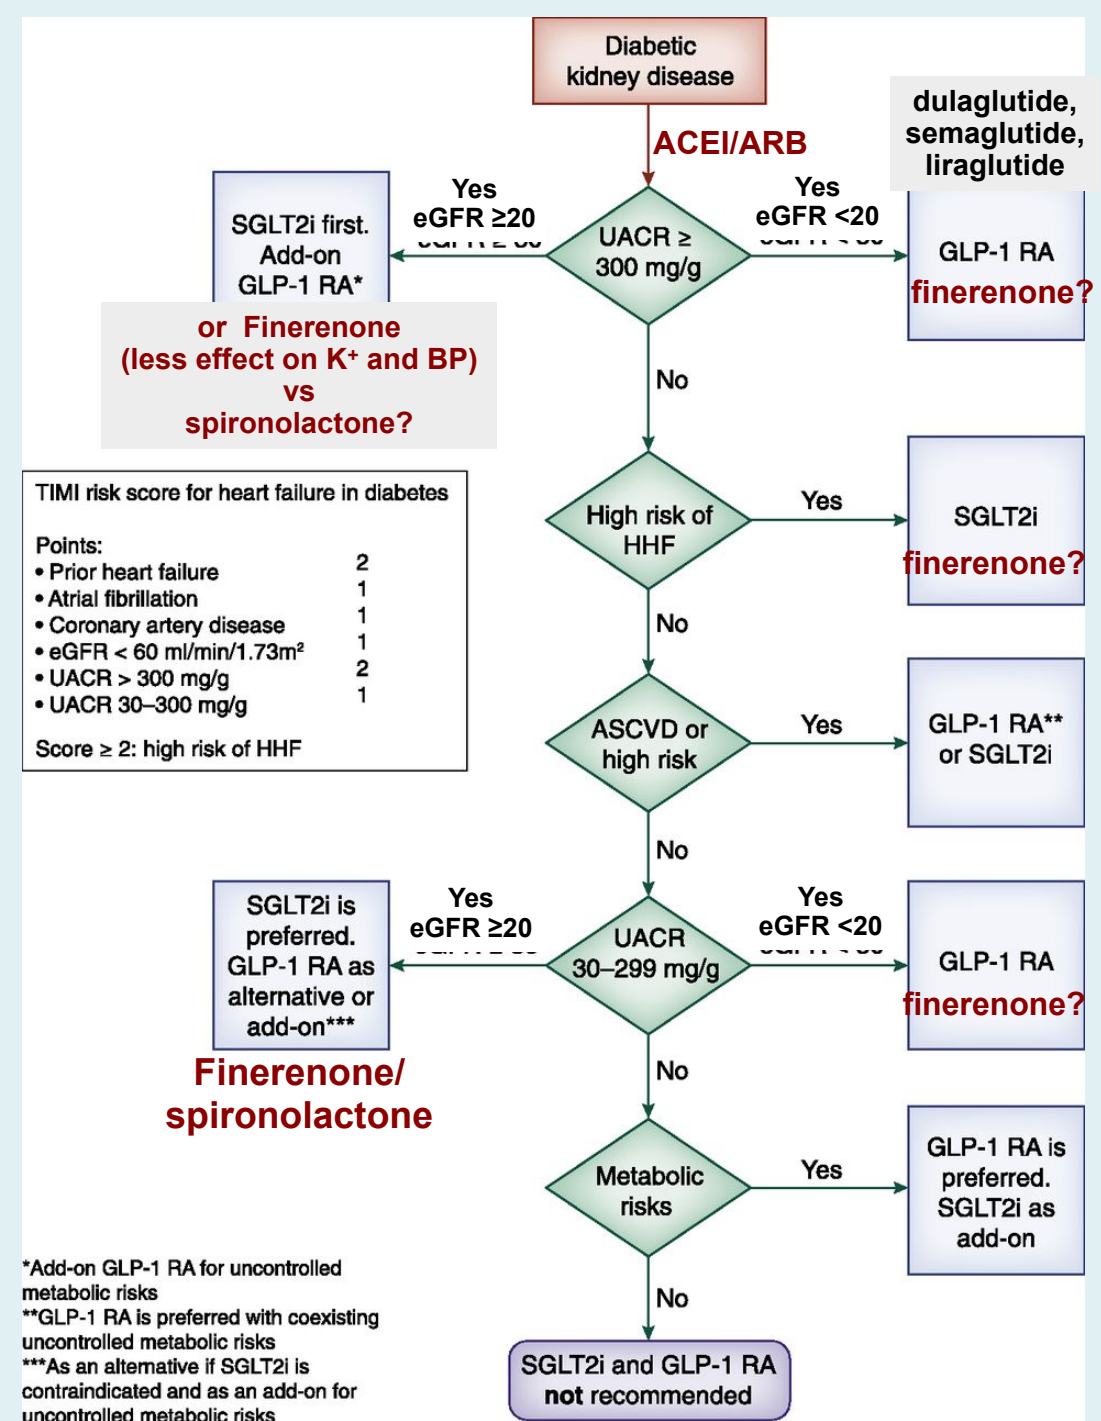 Diabetic
kidney disease
ACEI/ARB
dulaglutide,
semaglutide,
liraglutide
UACR ≥
300 mg/g
Yes
eGFR ≥20
SGLT2i first.
Add-on
GLP-1 RA*
or Finerenone
(less effect on K⁺ and BP)
vs
spironolactone?
Yes
eGFR <20
GLP-1 RA
finerenone?
No
TIMI risk score for heart failure in diabetes
Points:
• Prior heart failure 2
• Atrial fibrillation 1
• Coronary artery disease 1
• eGFR < 60 ml/min/1.73m² 1
• UACR > 300 mg/g 2
• UACR 30–300 mg/g 1
Score ≥ 2: high risk of HHF
High risk of
HHF
Yes
SGLT2i
finerenone?
No
ASCVD or
high risk
Yes
GLP-1 RA**
or SGLT2i
No
UACR
30–299 mg/g
Yes
eGFR ≥20
SGLT2i is
preferred.
GLP-1 RA as
alternative or
add-on***
Finerenone/
spironolactone
Yes
eGFR <20
GLP-1 RA
finerenone?
No
Metabolic
risks
Yes
GLP-1 RA is
preferred.
SGLT2i as
add-on
No
SGLT2i and GLP-1 RA
not recommended
*Add-on GLP-1 RA for uncontrolled
metabolic risks
**GLP-1 RA is preferred with coexisting
uncontrolled metabolic risks
***As an alternative if SGLT2i is
contraindicated and as an add-on for
uncontrolled metabolic risks